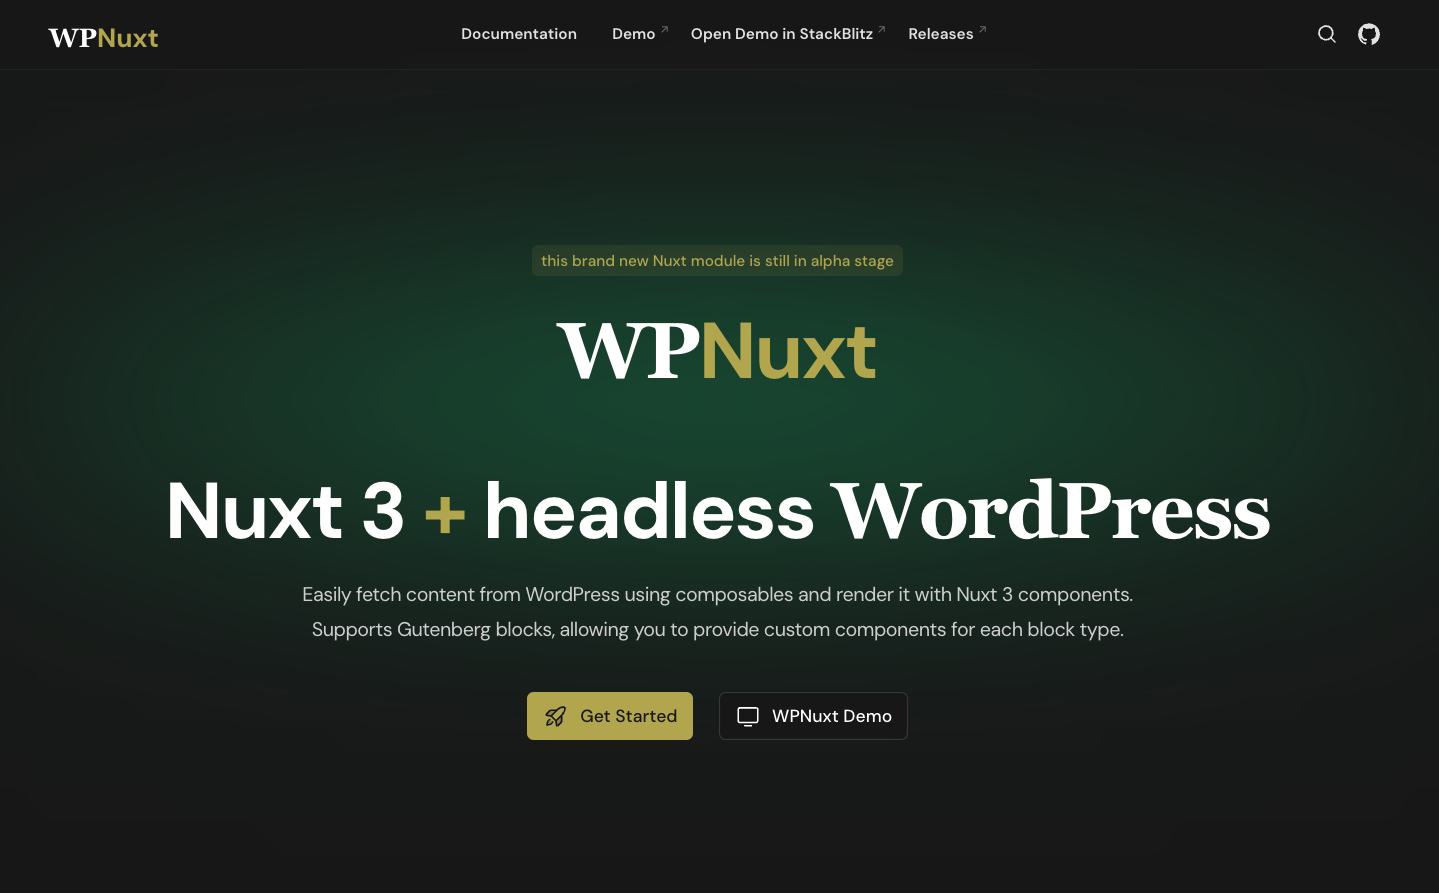 WPNuxt
Documentation
Demo
Open Demo in StackBlitz
Releases
this brand new Nuxt module is still in alpha stage
WPNuxt
Nuxt 3 + headless WordPress
Easily fetch content from WordPress using composables and render it with Nuxt 3 components.
Supports Gutenberg blocks, allowing you to provide custom components for each block type.
Get Started
WPNuxt Demo